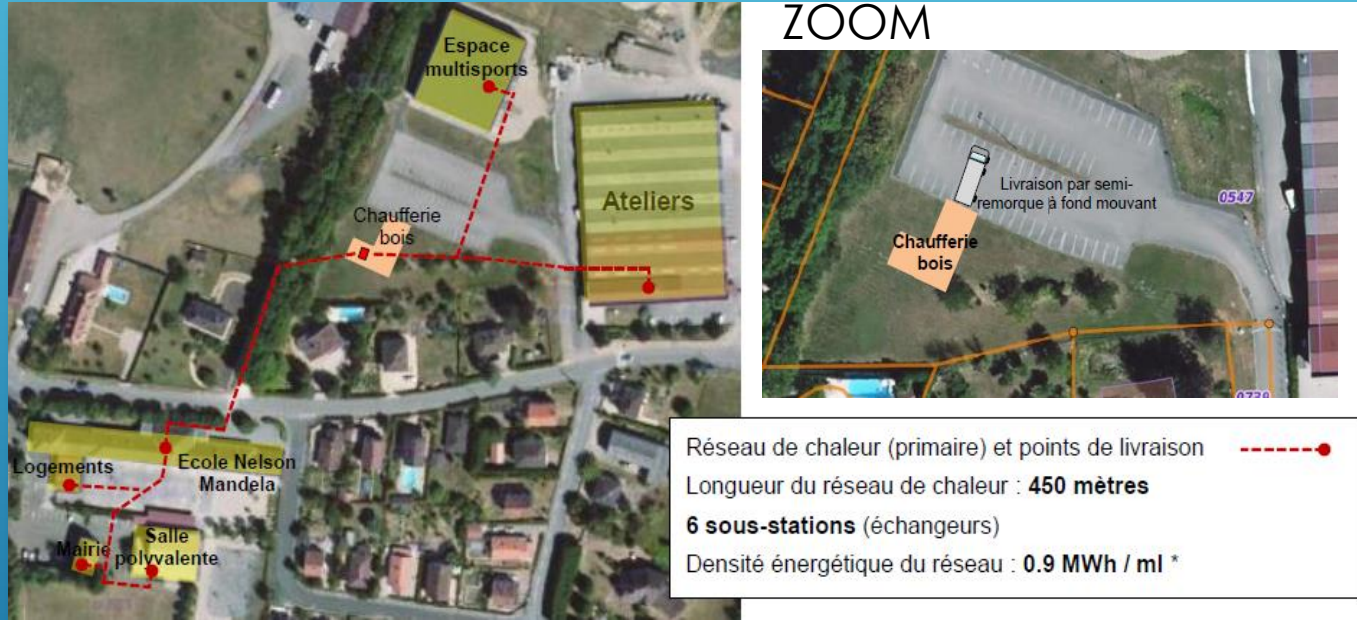 ZOOM
Espace
multisports
Ateliers
Chaufferie
bois
Logements
Ecole Nelson
Mandela
Mairie
Salle
polyvalente
Livraison par semi-
remorque à fond mouvant
0547
Chaufferie
bois
Réseau de chaleur (primaire) et points de livraison
Longueur du réseau de chaleur : 450 mètres
6 sous-stations (échangeurs)
Densité énergétique du réseau : 0.9 MWh / ml *